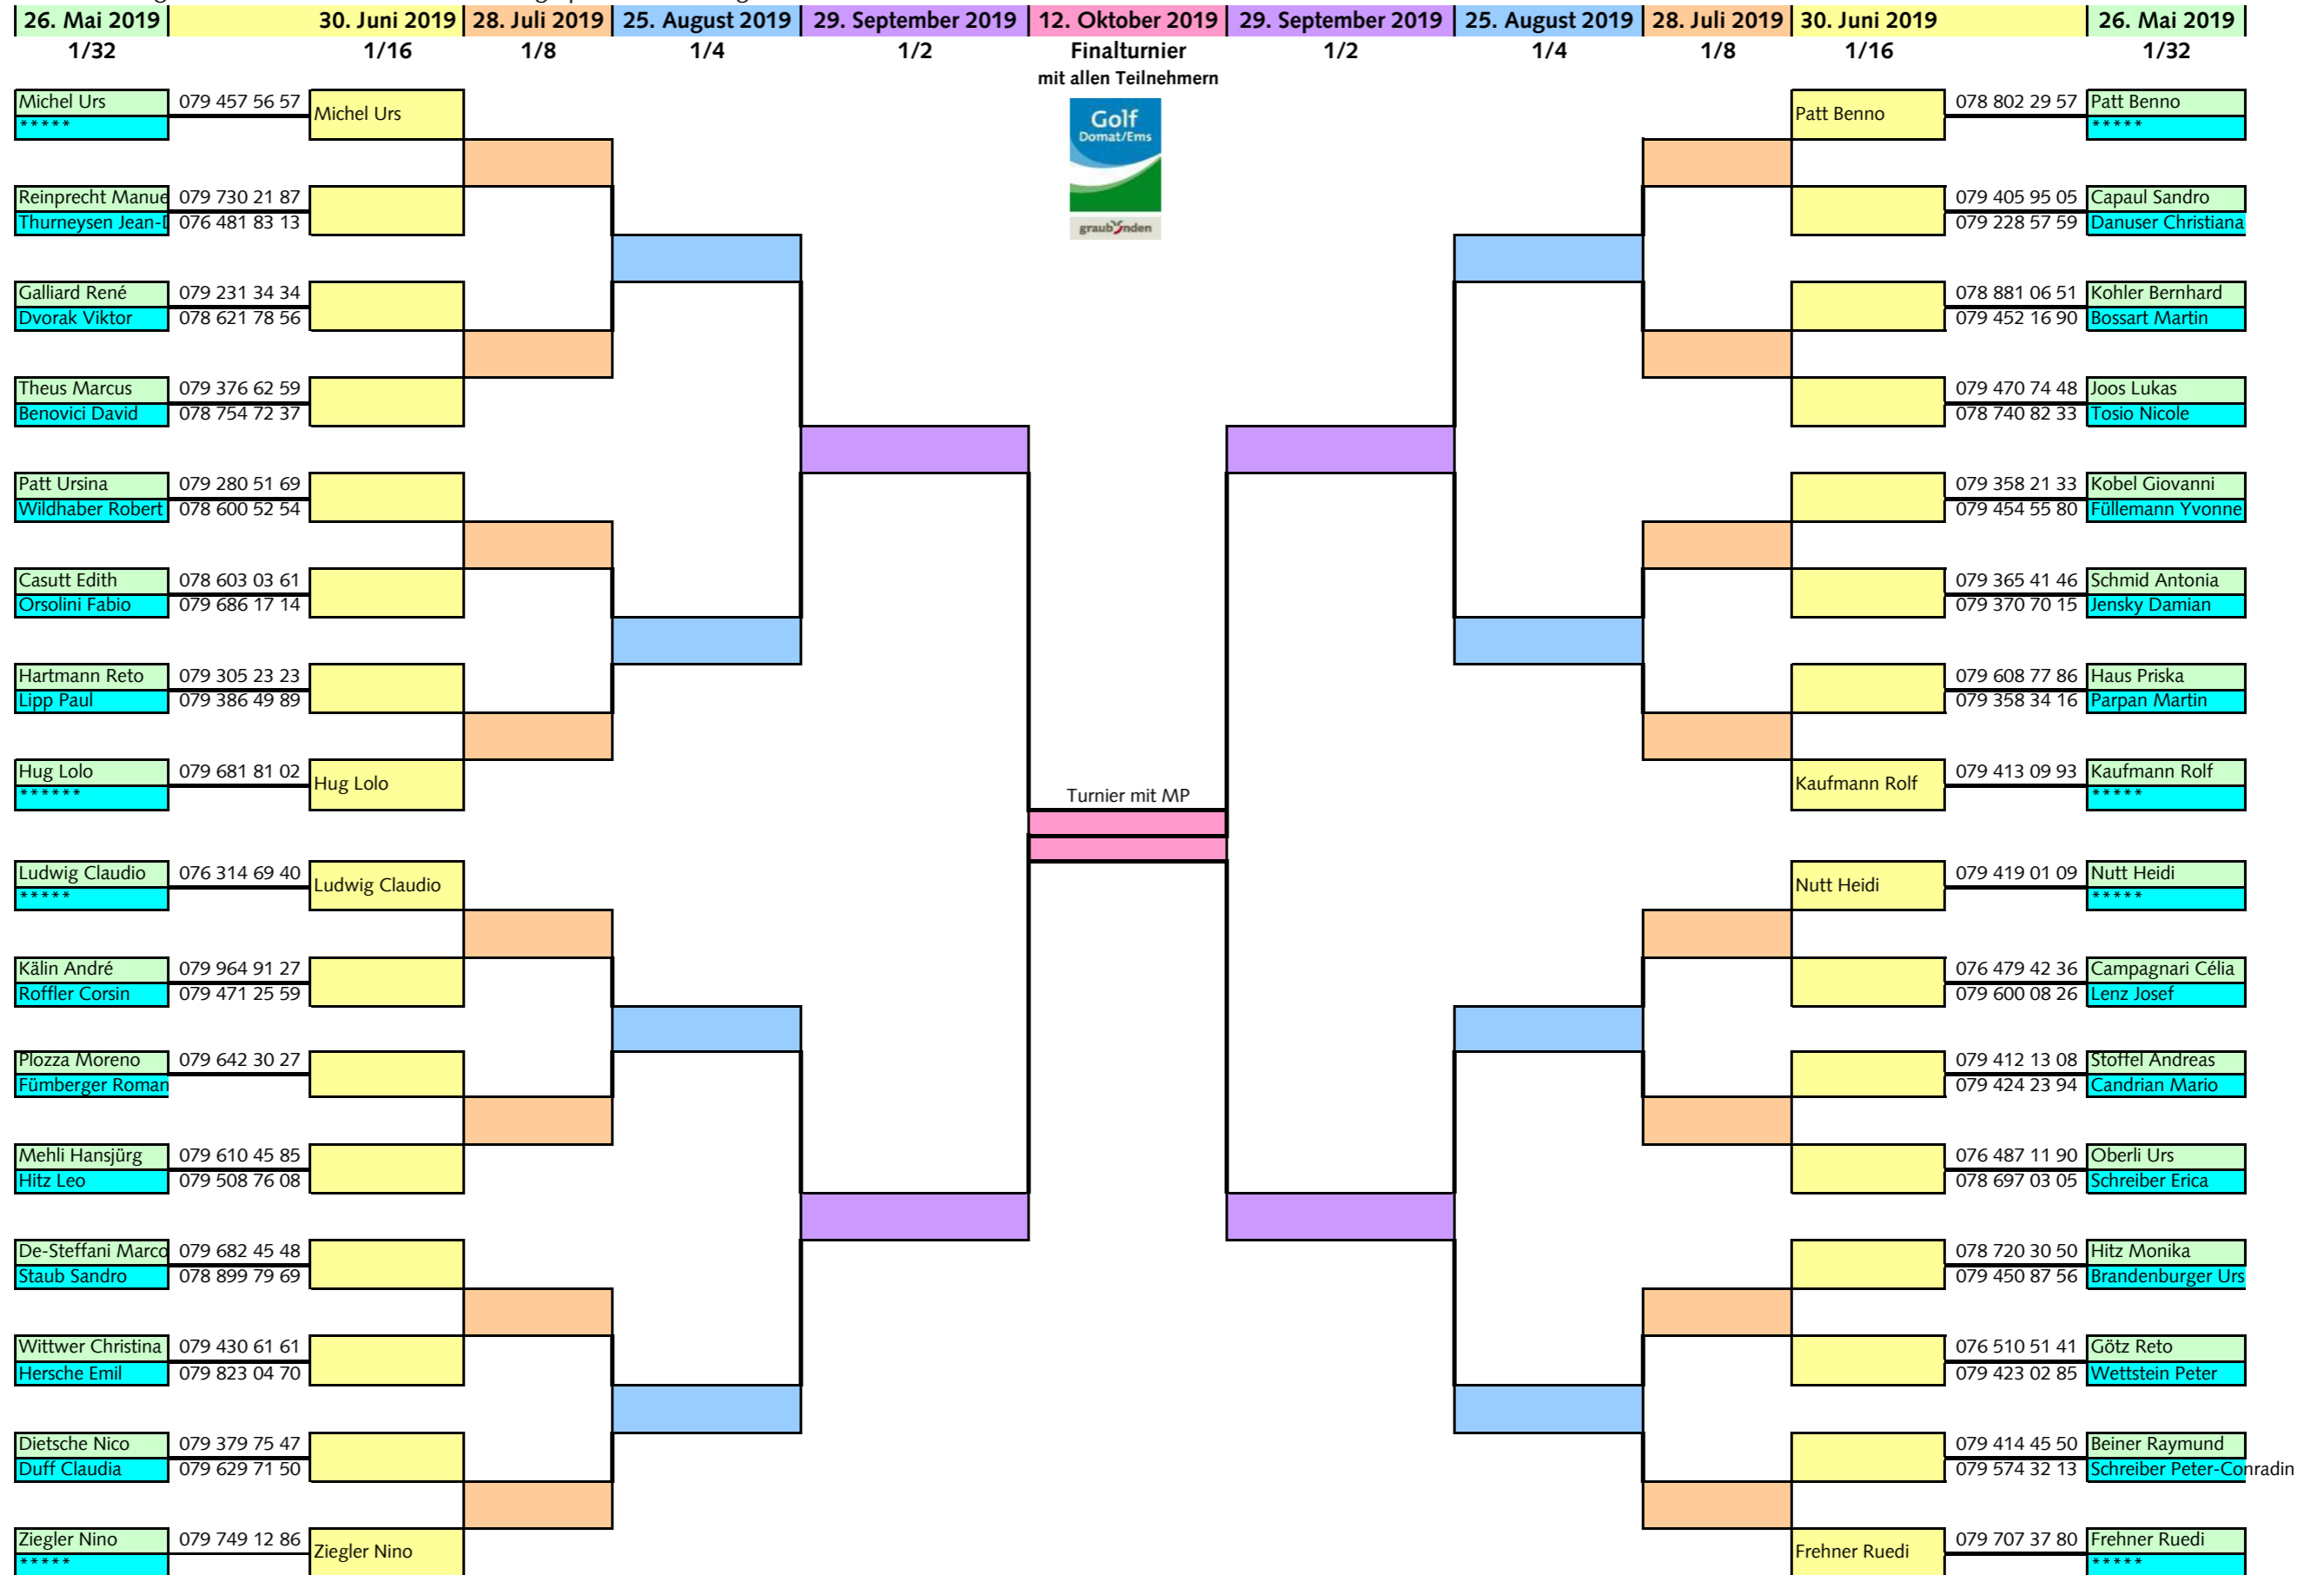 26. Mai 2019 30. Juni 2019 28. Juli 2019 25. August 2019 29. September 2019 12. Oktober 2019 29. September 2019 25. August 2019 28. Juli 2019 30. Juni 2019 26. Mai 2019
1/32 1/16 1/8 1/4 1/2 Finalturnier 1/2 1/4 1/8 1/16 1/32
mit allen Teilnehmern
Golf
Domat/Ems
graubünden
Michel Urs 079 457 56 57 Michel Urs
*****
Reinprecht Manue 079 730 21 87
Thurneysen Jean- 076 481 83 13
Galliard René 079 231 34 34
Dvorak Viktor 078 621 78 56
Theus Marcus 079 376 62 59
Benovici David 078 754 72 37
Patt Ursina 079 280 51 69
Wildhaber Robert 078 600 52 54
Casutt Edith 078 603 03 61
Orsolini Fabio 079 686 17 14
Hartmann Reto 079 305 23 23
Lipp Paul 079 386 49 89
Hug Lolo 079 681 81 02 Hug Lolo
******
Ludwig Claudio 076 314 69 40 Ludwig Claudio
*****
Kälin André 079 964 91 27
Roffler Corsin 079 471 25 59
Plozza Moreno 079 642 30 27
Fümberger Roman
Mehli Hansjürg 079 610 45 85
Hitz Leo 079 508 76 08
De-Steffani Marco 079 682 45 48
Staub Sandro 078 899 79 69
Wittwer Christina 079 430 61 61
Hersche Emil 079 823 04 70
Dietsche Nico 079 379 75 47
Duff Claudia 079 629 71 50
Ziegler Nino 079 749 12 86 Ziegler Nino
*****
Turnier mit MP
Patt Benno 078 802 29 57 Patt Benno
*****
079 405 95 05 Capaul Sandro
079 228 57 59 Danuser Christiana
078 881 06 51 Kohler Bernhard
079 452 16 90 Bossart Martin
079 470 74 48 Joos Lukas
078 740 82 33 Tosio Nicole
079 358 21 33 Kobel Giovanni
079 454 55 80 Füllemann Yvonne
079 365 41 46 Schmid Antonia
079 370 70 15 Jensky Damian
079 608 77 86 Haus Priska
079 358 34 16 Parpan Martin
Kaufmann Rolf 079 413 09 93 Kaufmann Rolf
*****
Nutt Heidi 079 419 01 09 Nutt Heidi
*****
076 479 42 36 Campagnari Célia
079 600 08 26 Lenz Josef
079 412 13 08 Stoffel Andreas
079 424 23 94 Candrian Mario
076 487 11 90 Oberli Urs
078 697 03 05 Schreiber Erica
078 720 30 50 Hitz Monika
079 450 87 56 Brandenburger Urs
076 510 51 41 Götz Reto
079 423 02 85 Wettstein Peter
079 414 45 50 Beiner Raymund
079 574 32 13 Schreiber Peter-Conradin
Frehner Ruedi 079 707 37 80 Frehner Ruedi
*****